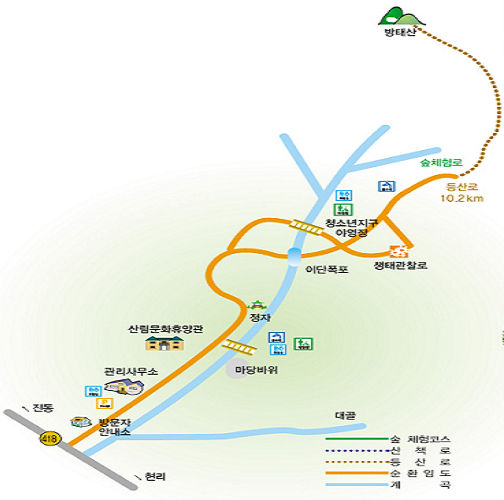 방태산
숲체험로
등산로
10.2km
청소년지구
야영장
이단폭포
생태관찰로
정자
산림문화휴양관
마당바위
관리사무소
방문자
안내소
진동
418
현리
대골
숲 체험코스
산 책 로
등 산 로
순 환 임 도
계 곡